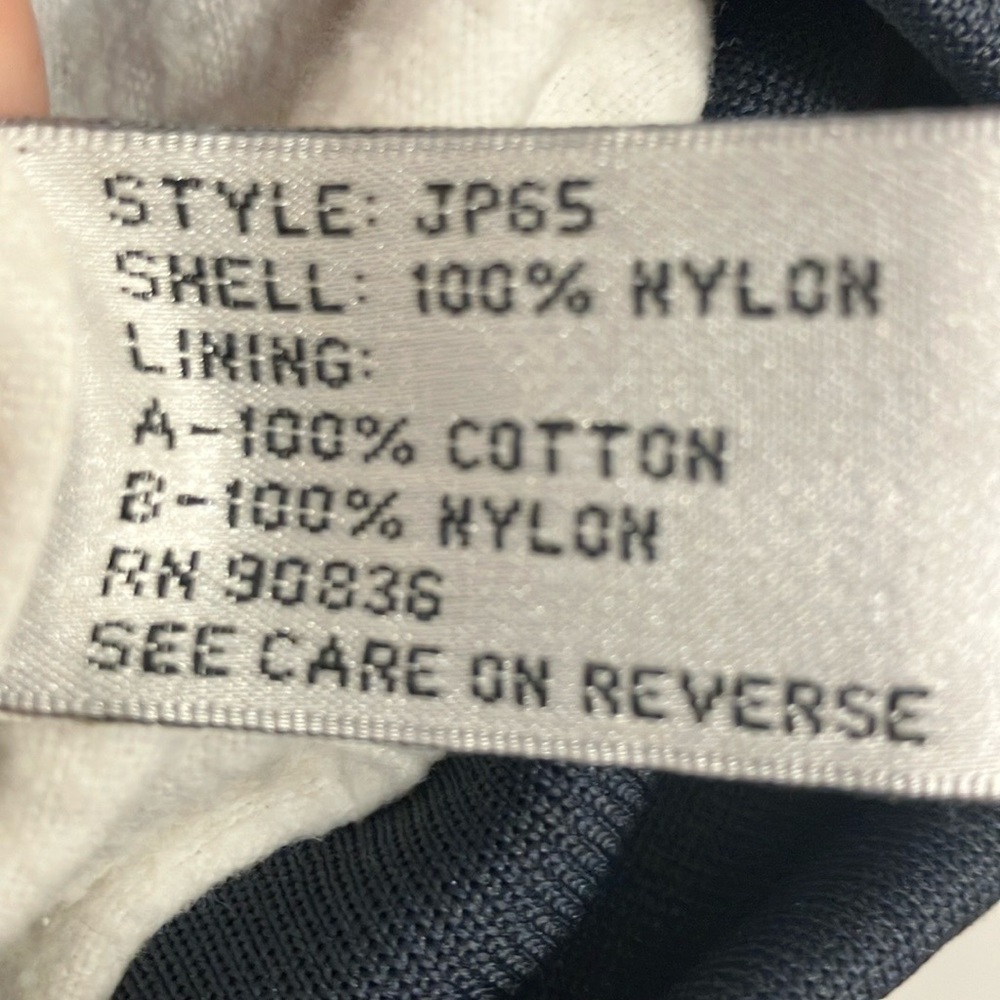 STYLE: JP65
SHELL: 100% NYLON
LINING:
A-100% COTTON
B-100% NYLON
RN 90836
SEE CARE ON REVERSE